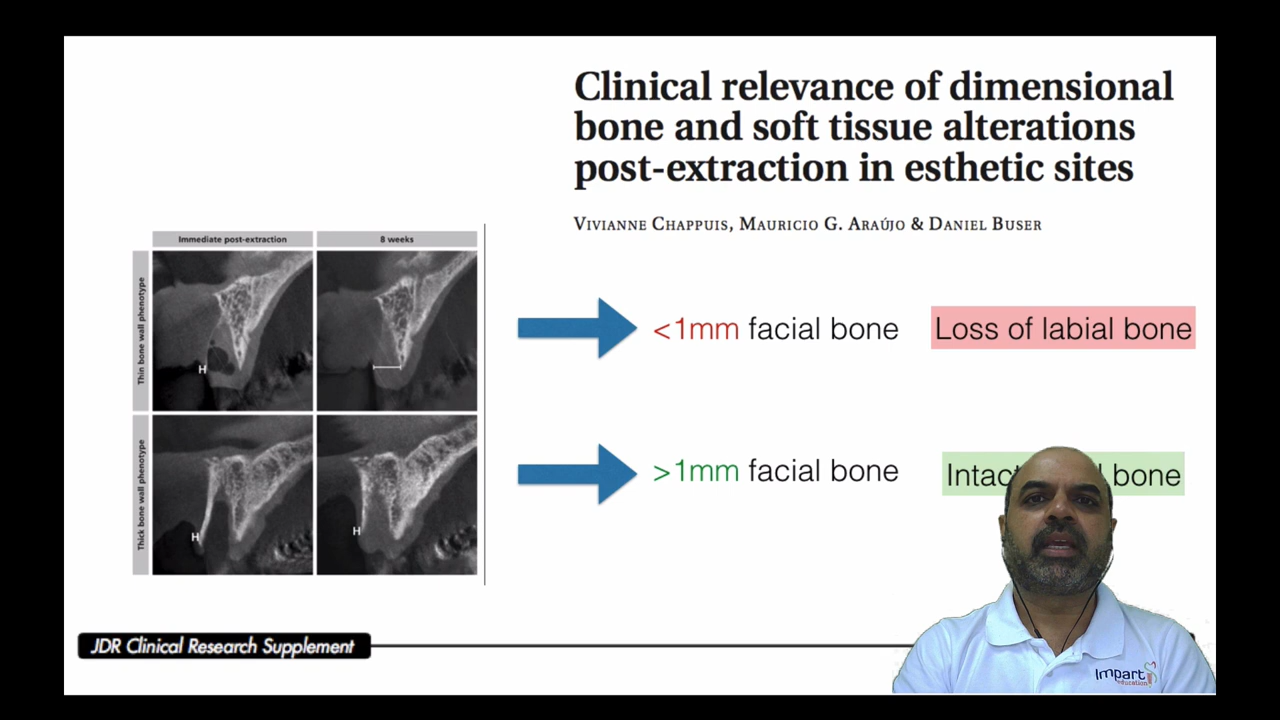 Clinical relevance of dimensional
bone and soft tissue alterations
post-extraction in esthetic sites
VIVIANNE CHAPPUIS, MAURICIO G. ARAÚJO & DANIEL BUSER
Immediate post-extraction
8 weeks
Thin bone wall phenotype
H
<1mm facial bone
Loss of labial bone
Thick bone wall phenotype
H
H
>1mm facial bone
bone
JDR Clinical Research Supplement
Impart
education